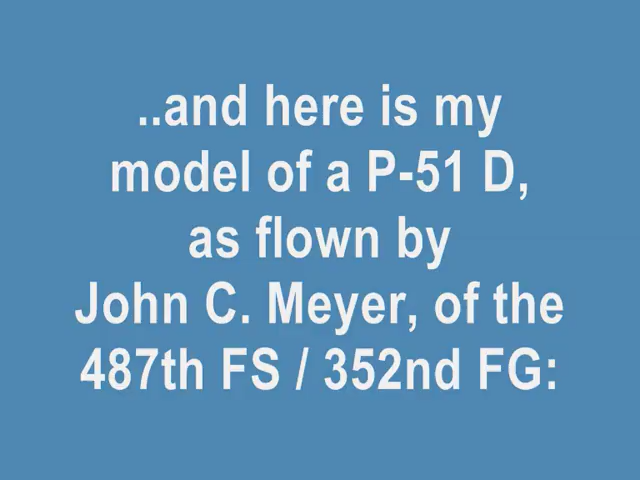 ..and here is my
model of a P-51 D,
as flown by
John C. Meyer, of the
487th FS / 352nd FG: